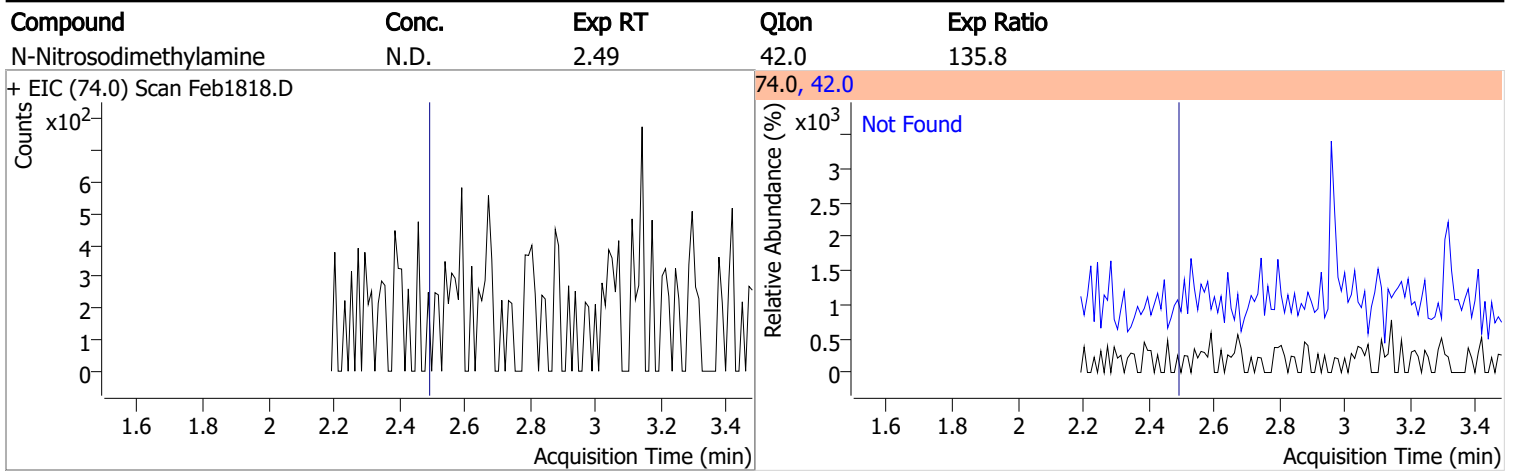 Compound Conc. Exp RT QIon Exp Ratio
N-Nitrosodimethylamine N.D. 2.49 42.0 135.8
+ EIC (74.0) Scan Feb1818.D
Counts
x10²
6
5
4
3
2
1
0
1.6 1.8 2 2.2 2.4 2.6 2.8 3 3.2 3.4
Acquisition Time (min)
74.0, 42.0
Relative Abundance (%)
x10³
Not Found
3
2.5
2
1.5
1
0.5
0
1.6 1.8 2 2.2 2.4 2.6 2.8 3 3.2 3.4
Acquisition Time (min)